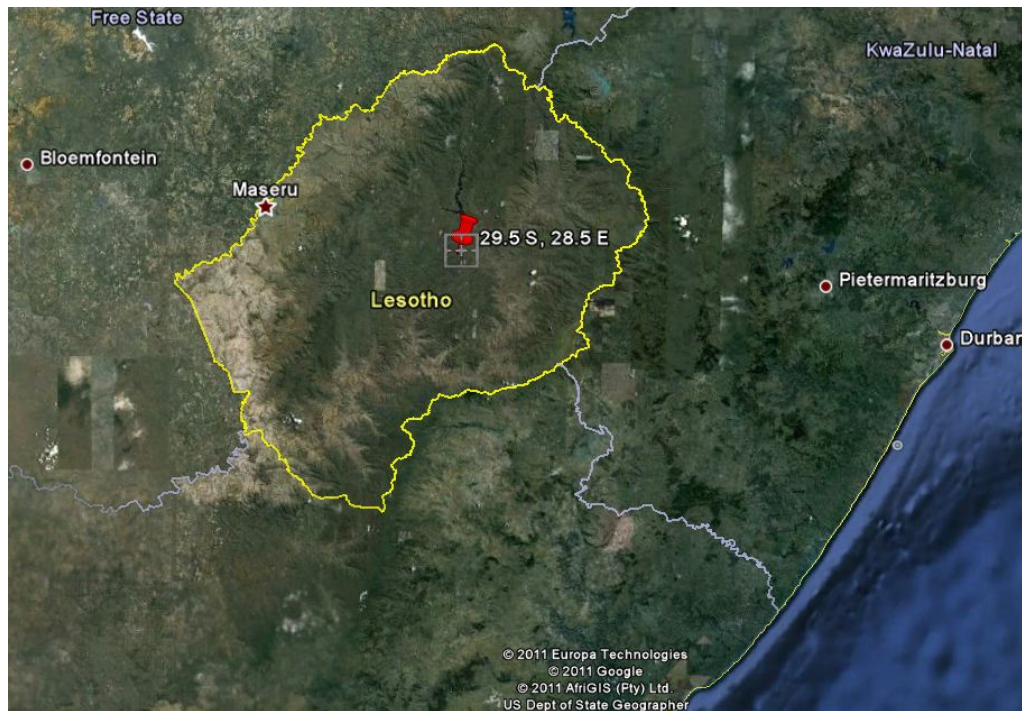 Free State
KwaZulu-Natal
Bloemfontein
Maseru
29.5 S, 28.5 E
Pietermaritzburg
Lesotho
Durban
© 2011 Europa Technologies
© 2011 Google
© 2011 AfriGIS (Pty) Ltd.
US Dept of State Geographer